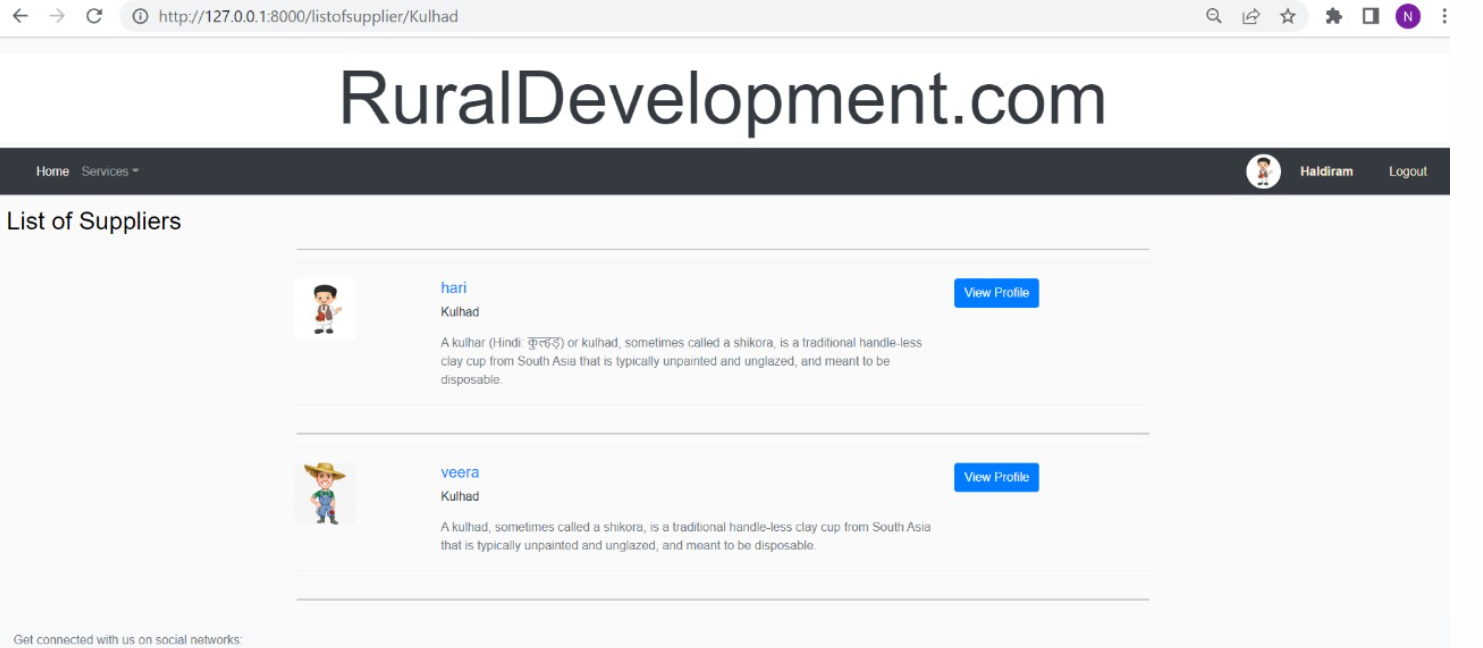 http://127.0.0.1:8000/listofsupplier/Kulhad
N
RuralDevelopment.com
Home Services Haldiram Logout
List of Suppliers
hari View Profile
Kulhad
A kulhar (Hindi: कुल्हड़) or kulhad, sometimes called a shikora, is a traditional handle-less
clay cup from South Asia that is typically unpainted and unglazed, and meant to be
disposable.
veera View Profile
Kulhad
A kulhad, sometimes called a shikora, is a traditional handle-less clay cup from South Asia
that is typically unpainted and unglazed, and meant to be disposable.
Get connected with us on social networks: